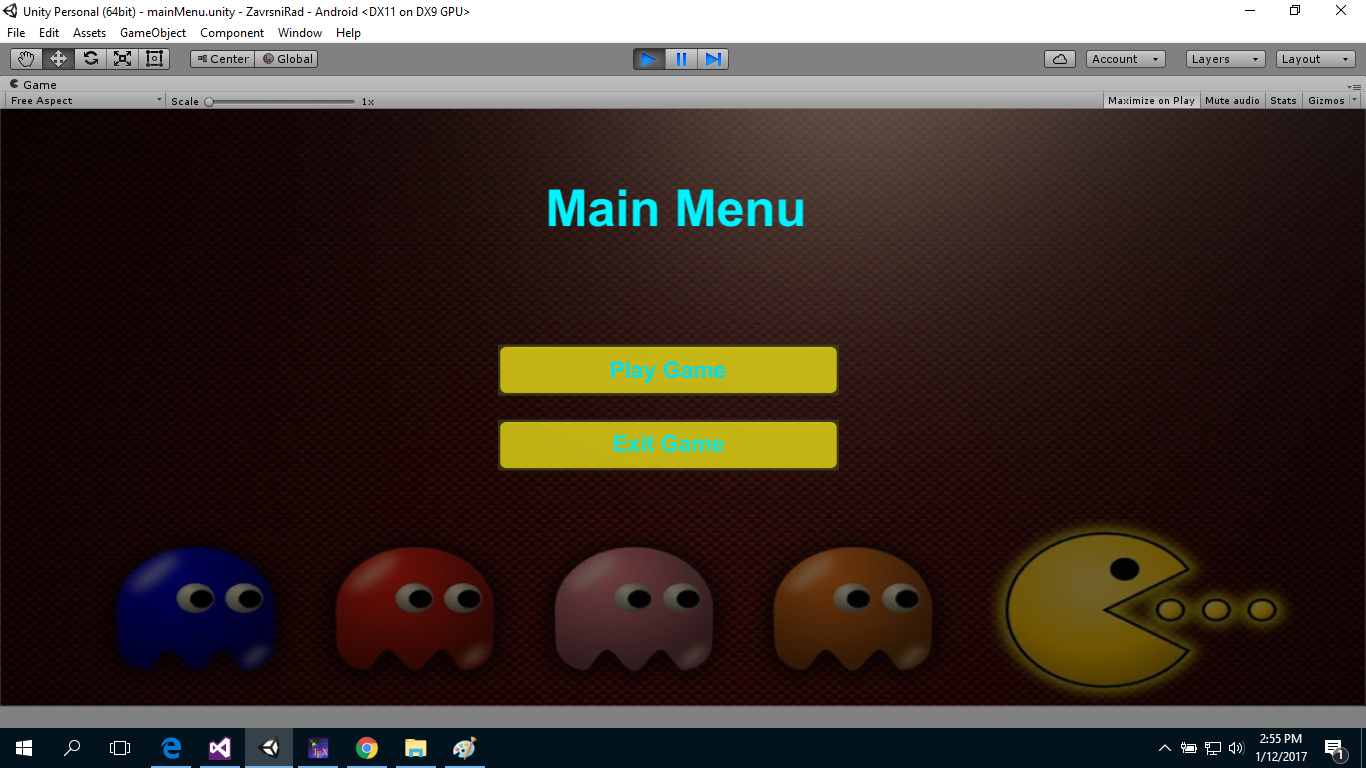 Unity Personal (64bit) - mainMenu.unity - ZavrsniRad - Android <DX11 on DX9 GPU>
File Edit Assets GameObject Component Window Help
Center Global Account Layers Layout
Game
Free Aspect Scale 1x Maximize on Play Mute audio Stats Gizmos
Main Menu
Play Game
Exit Game
2:55 PM
1/12/2017
1